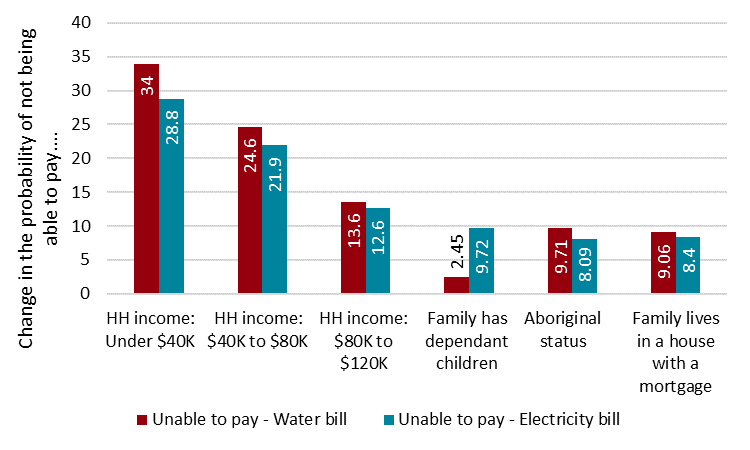 Change in the probability of not being
able to pay....
40
35
30
25
20
15
10
5
0
34
28.8
24.6
21.9
13.6
12.6
2.45
9.72
9.71
8.09
9.06
8.4
HH income:
Under $40K
HH income:
$40K to $80K
HH income:
$80K to
$120K
Family has
dependant
children
Aboriginal
status
Family lives
in a house
with a
mortgage
Unable to pay - Water bill
Unable to pay - Electricity bill